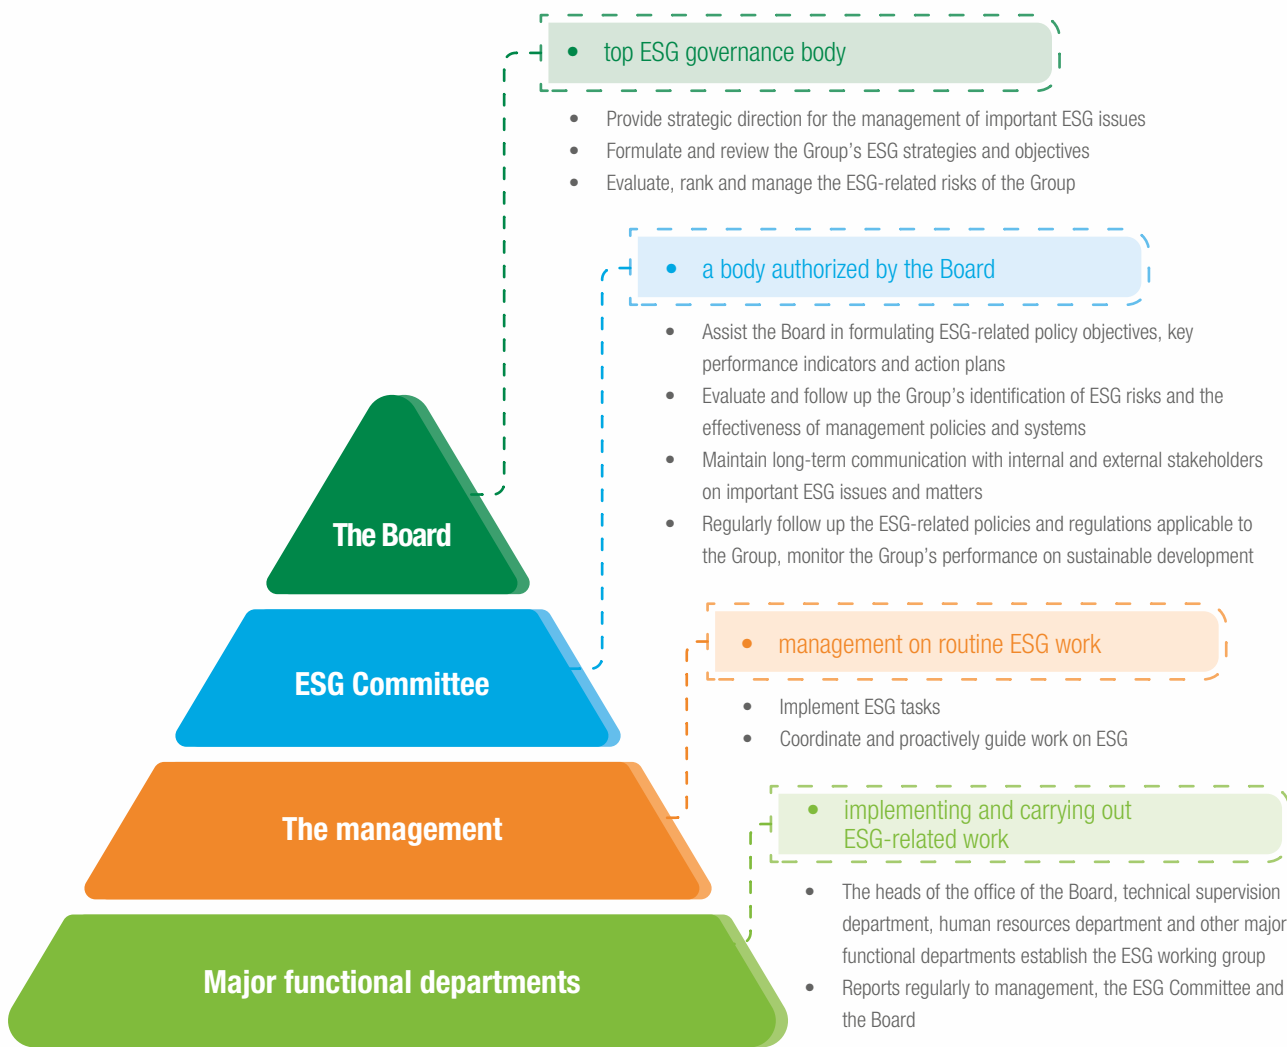 • top ESG governance body
• Provide strategic direction for the management of important ESG issues
• Formulate and review the Group’s ESG strategies and objectives
• Evaluate, rank and manage the ESG-related risks of the Group
• a body authorized by the Board
• Assist the Board in formulating ESG-related policy objectives, key
performance indicators and action plans
• Evaluate and follow up the Group’s identification of ESG risks and the
effectiveness of management policies and systems
• Maintain long-term communication with internal and external stakeholders
on important ESG issues and matters
• Regularly follow up the ESG-related policies and regulations applicable to
the Group, monitor the Group’s performance on sustainable development
The Board
ESG Committee
• management on routine ESG work
• Implement ESG tasks
• Coordinate and proactively guide work on ESG
The management
• implementing and carrying out
ESG-related work
• The heads of the office of the Board, technical supervision
department, human resources department and other major
functional departments establish the ESG working group
• Reports regularly to management, the ESG Committee and
the Board
Major functional departments